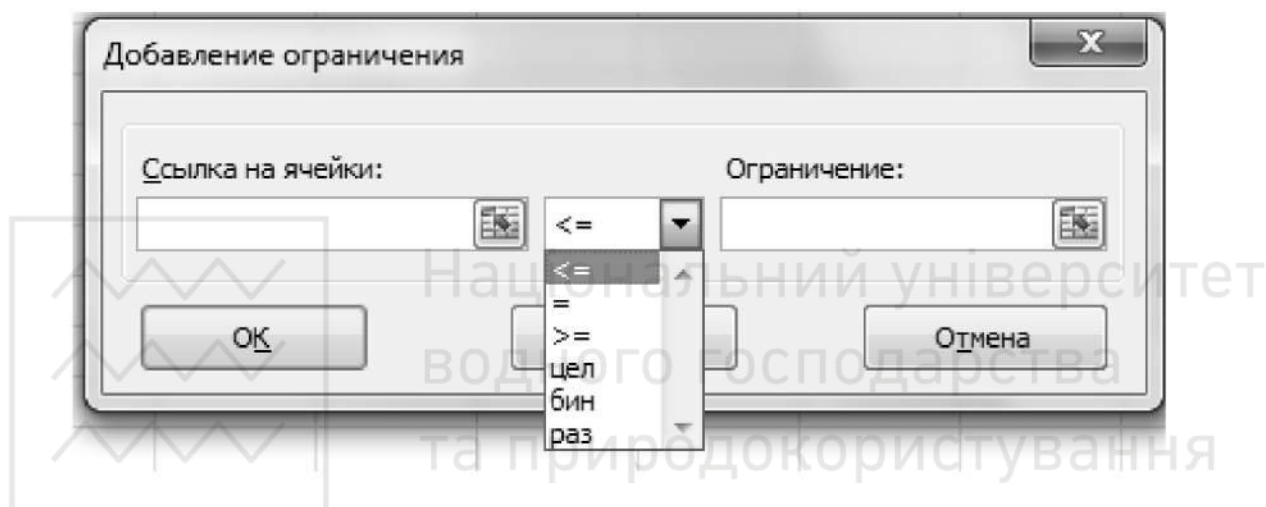 Добавление ограничения
Ссылка на ячейки:
Ограничение:
<=
<=
=
>=
цел
бин
раз
ОК
Отмена
Національний університет
водного господарства
та природокористування